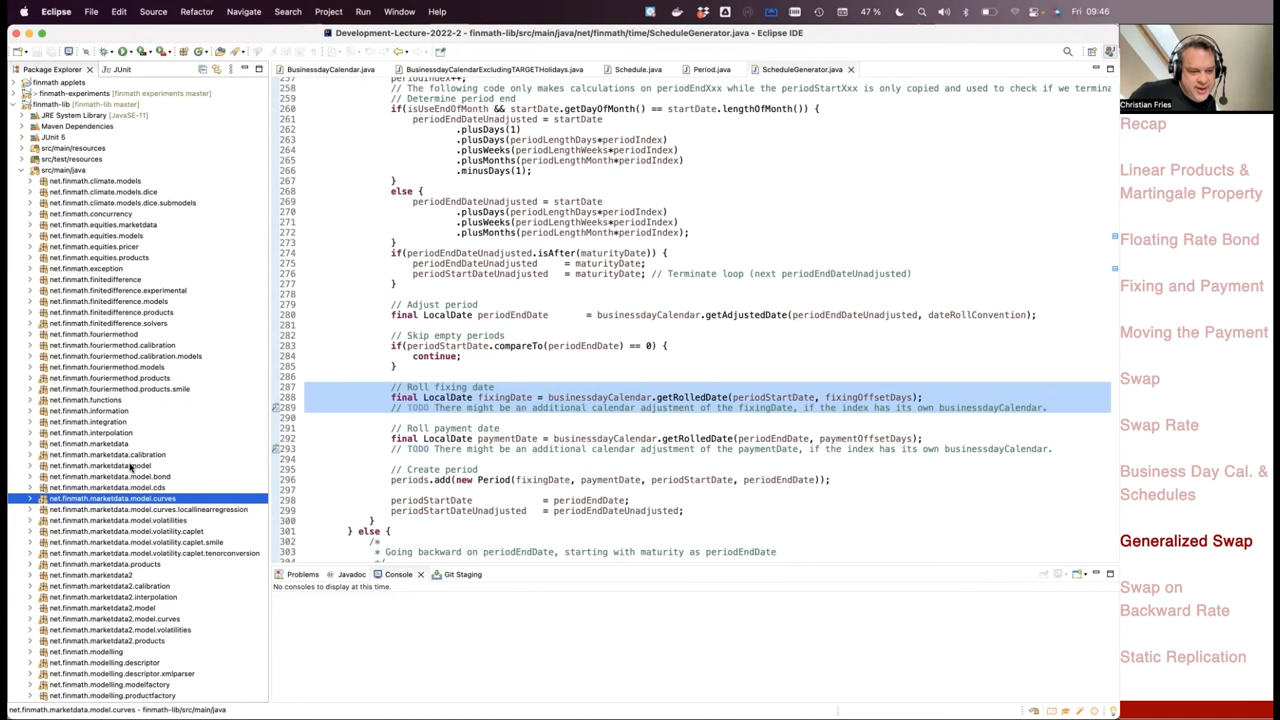 Eclipse File Edit Source Refactor Navigate Search Project Run Window Help 47 % Fri 09:46
Development-Lecture-2022-2 - finmath-lib/src/main/java/net/finmath/time/ScheduleGenerator.java - Eclipse IDE
Package Explorer JUnit
BusinessdayCalendar.java BusinessdayCalendarExcludingTARGETHolidays.java Schedule.java Period.java ScheduleGenerator.java
finmath applets
> finmath-experiments (finmath experiments master)
finmath-lib (finmath-lib master)
JRE System Library [JavaSE-11]
Maven Dependencies
JUnit 5
src/main/resources
src/test/resources
src/main/java
net.finmath.climate.models
net.finmath.climate.models.dice
net.finmath.climate.models.dice.submodels
net.finmath.concurrency
net.finmath.equities.marketdata
net.finmath.equities.models
net.finmath.equities.pricer
net.finmath.equities.products
net.finmath.exception
net.finmath.finitedifference
net.finmath.finitedifference.experimental
net.finmath.finitedifference.models
net.finmath.finitedifference.products
net.finmath.finitedifference.solvers
net.finmath.fouriermethod
net.finmath.fouriermethod.calibration
net.finmath.fouriermethod.calibration.models
net.finmath.fouriermethod.models
net.finmath.fouriermethod.products
net.finmath.fouriermethod.products.smile
net.finmath.functions
net.finmath.information
net.finmath.integration
net.finmath.interpolation
net.finmath.marketdata
net.finmath.marketdata.calibration
net.finmath.marketdata.model
net.finmath.marketdata.model.bond
net.finmath.marketdata.model.cds
net.finmath.marketdata.model.curves
net.finmath.marketdata.model.curves.locallinearregression
net.finmath.marketdata.model.volatilities
net.finmath.marketdata.model.volatility.caplet
net.finmath.marketdata.model.volatility.caplet.smile
net.finmath.marketdata.model.volatility.caplet.tenorconversion
net.finmath.marketdata.products
net.finmath.marketdata2
net.finmath.marketdata2.calibration
net.finmath.marketdata2.interpolation
net.finmath.marketdata2.model
net.finmath.marketdata2.model.curves
net.finmath.marketdata2.model.volatilities
net.finmath.marketdata2.products
net.finmath.modelling
net.finmath.modelling.descriptor
net.finmath.modelling.descriptor.xmlparser
net.finmath.modelling.modelfactory
net.finmath.modelling.productfactory
257 periodIndex++;
258 // The following code only makes calculations on periodEndXxx while the periodStartXxx is only copied and used to check if we termina
259 // Determine period end
260 if(isUseEndOfMonth && startDate.getDayOfMonth() == startDate.lengthOfMonth()) {
261 periodEndDateUnadjusted = startDate
262 .plusDays(1)
263 .plusDays(periodLengthDays*periodIndex)
264 .plusWeeks(periodLengthWeeks*periodIndex)
265 .plusMonths(periodLengthMonth*periodIndex)
266 .minusDays(1);
267 }
268 else {
269 periodEndDateUnadjusted = startDate
270 .plusDays(periodLengthDays*periodIndex)
271 .plusWeeks(periodLengthWeeks*periodIndex)
272 .plusMonths(periodLengthMonth*periodIndex);
273 }
274 if(periodEndDateUnadjusted.isAfter(maturityDate)) {
275 periodEndDateUnadjusted = maturityDate;
276 periodStartDateUnadjusted = maturityDate; // Terminate loop (next periodEndDateUnadjusted)
277 }
278
279 // Adjust period
280 final LocalDate periodEndDate = businessdayCalendar.getAdjustedDate(periodEndDateUnadjusted, dateRollConvention);
281
282 // Skip empty periods
283 if(periodStartDate.compareTo(periodEndDate) == 0) {
284 continue;
285 }
286
287 // Roll fixing date
288 final LocalDate fixingDate = businessdayCalendar.getRolledDate(periodStartDate, fixingOffsetDays);
289 // TODO There might be an additional calendar adjustment of the fixingDate, if the index has its own businessdayCalendar.
290
291 // Roll payment date
292 final LocalDate paymentDate = businessdayCalendar.getRolledDate(periodEndDate, paymentOffsetDays);
293 // TODO There might be an additional calendar adjustment of the paymentDate, if the index has its own businessdayCalendar.
294
295 // Create period
296 periods.add(new Period(fixingDate, paymentDate, periodStartDate, periodEndDate));
297
298 periodStartDate = periodEndDate;
299 periodStartDateUnadjusted = periodEndDateUnadjusted;
300 }
301 } else {
302 /*
303 * Going backward on periodEndDate, starting with maturity as periodEndDate
Problems Javadoc Console Git Staging
No consoles to display at this time.
net.finmath.marketdata.model.curves - finmath-lib/src/main/java
Christian Fries
Recap
Linear Products &
Martingale Property
Floating Rate Bond
Fixing and Payment
Moving the Payment
Swap
Swap Rate
Business Day Cal. &
Schedules
Generalized Swap
Swap on
Backward Rate
Static Replication